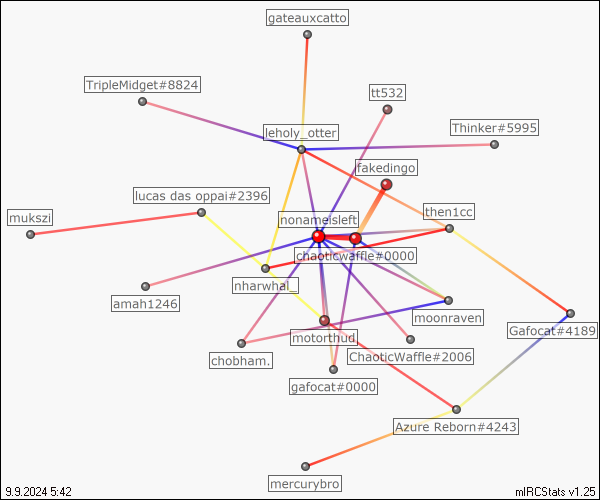 gateauxcatto
TripleMidget#8824
tt532
Thinker#5995
leholy_otter
fakedingo
lucas das oppai#2396
mukszi
nonameisleft
then1cc
chaoticwaffle#0000
nharwhal_
amah1246
moonraven
motorthud
Gafocat#4189
chobham.
ChaoticWaffle#2006
gafocat#0000
Azure Reborn#4243
mercurybro
9.9.2024 5:42
mIRCStats v1.25